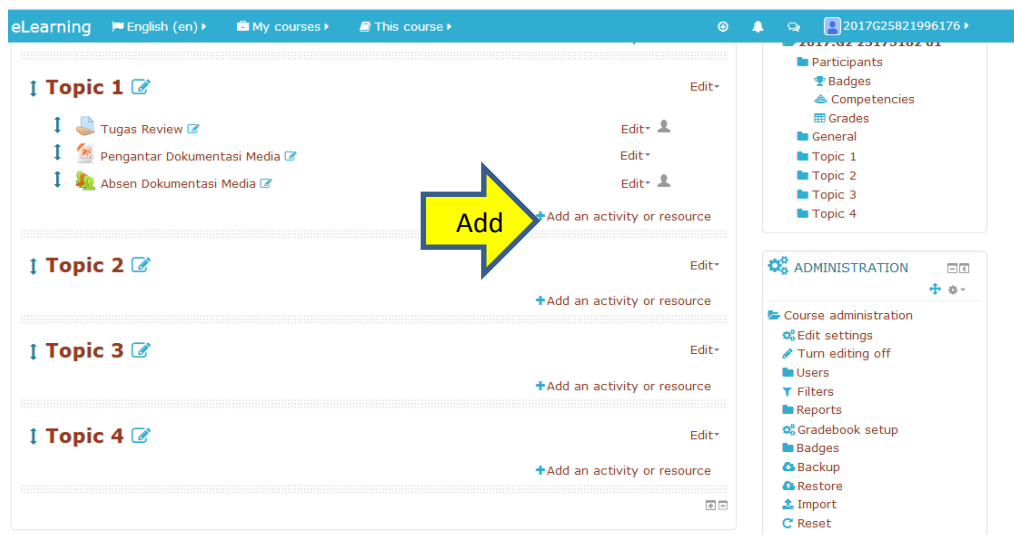 eLearning English (en) My courses This course 2017G25821996176
Topic 1 Edit
Tugas Review Edit
Pengantar Dokumentasi Media Edit
Absen Dokumentasi Media Edit
Add
Add an activity or resource
Topic 2 Edit
Add an activity or resource
Topic 3 Edit
Add an activity or resource
Topic 4 Edit
Add an activity or resource
Participants
Badges
Competencies
Grades
General
Topic 1
Topic 2
Topic 3
Topic 4
ADMINISTRATION
Course administration
Edit settings
Turn editing off
Users
Filters
Reports
Gradebook setup
Badges
Backup
Restore
Import
Reset